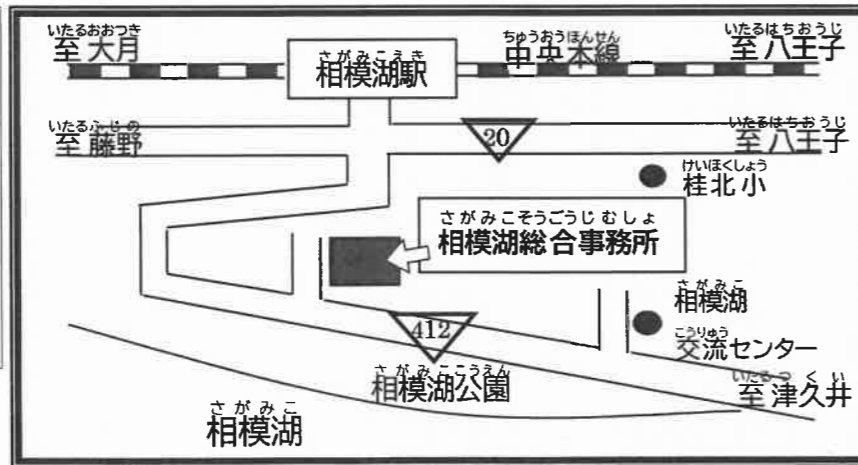 いたるおおつき
至 大月
さがみこえき
相模湖駅
ちゅうおうほんせん
中央本線
いたるはちおうじ
至 八王子
いたるふじの
至 藤野
20
いたるはちおうじ
至 八王子
けいほくしょう
桂北小
さがみこそうごうじむしょ
相模湖総合事務所
さがみこ
相模湖
こうりゅう
交流センター
412
さがみここうえん
相模湖公園
いたるつくい
至 津久井
さがみこ
相模湖